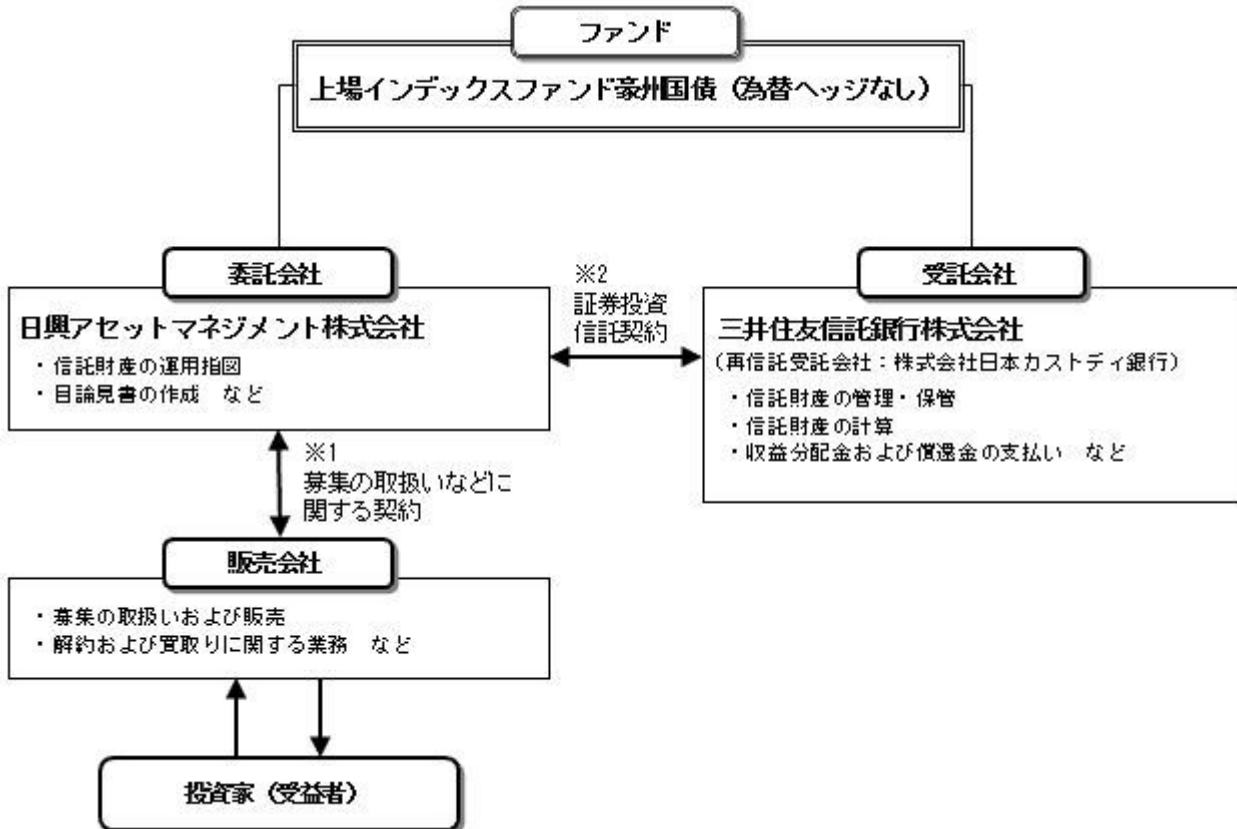 ファンド
上場インデックスファンド豪州国債（為替ヘッジなし）
委託会社
日興アセットマネジメント株式会社
・信託財産の運用指図
・目論見書の作成　など
※2
証券投資
信託契約
受託会社
三井住友信託銀行株式会社
（再信託受託会社：株式会社日本カストディ銀行）
・信託財産の管理・保管
・信託財産の計算
・収益分配金および償還金の支払い　など
※1
募集の取扱いなどに
関する契約
販売会社
・募集の取扱いおよび販売
・解約および買取りに関する業務　など
投資家（受益者）